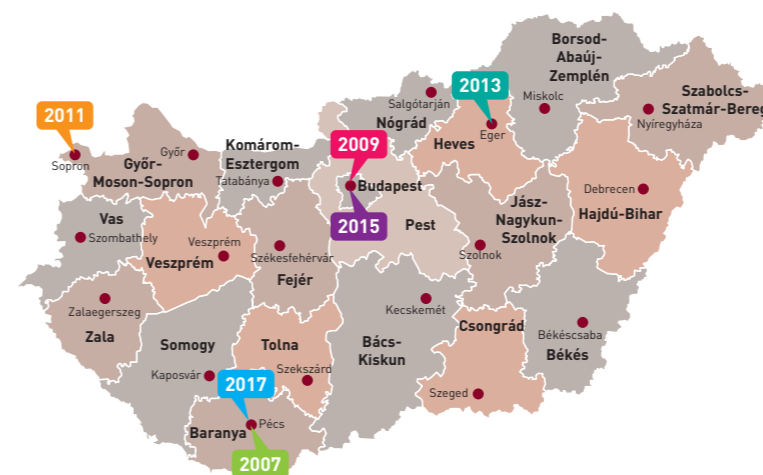 Borsod-
Abaúj-
Zemplén
Szabolcs-
Szatmár-Bereg
Nyíregyháza
Miskolc
2013
Salgótarján
Nógrád
Eger
Heves
2011
Sopron
Győr
Győr-
Moson-Sopron
Komárom-
Esztergom
Tatabánya
2009
Budapest
2015
Pest
Jász-
Nagykun-
Szolnok
Szolnok
Debrecen
Hajdú-Bihar
Vas
Szombathely
Veszprém
Veszprém
Székesfehérvár
Fejér
Zalaegerszeg
Zala
Somogy
Kaposvár
Tolna
Szekszárd
Kecskemét
Bács-
Kiskun
Csongrád
Szeged
Békéscsaba
Békés
2017
Baranya
Pécs
2007